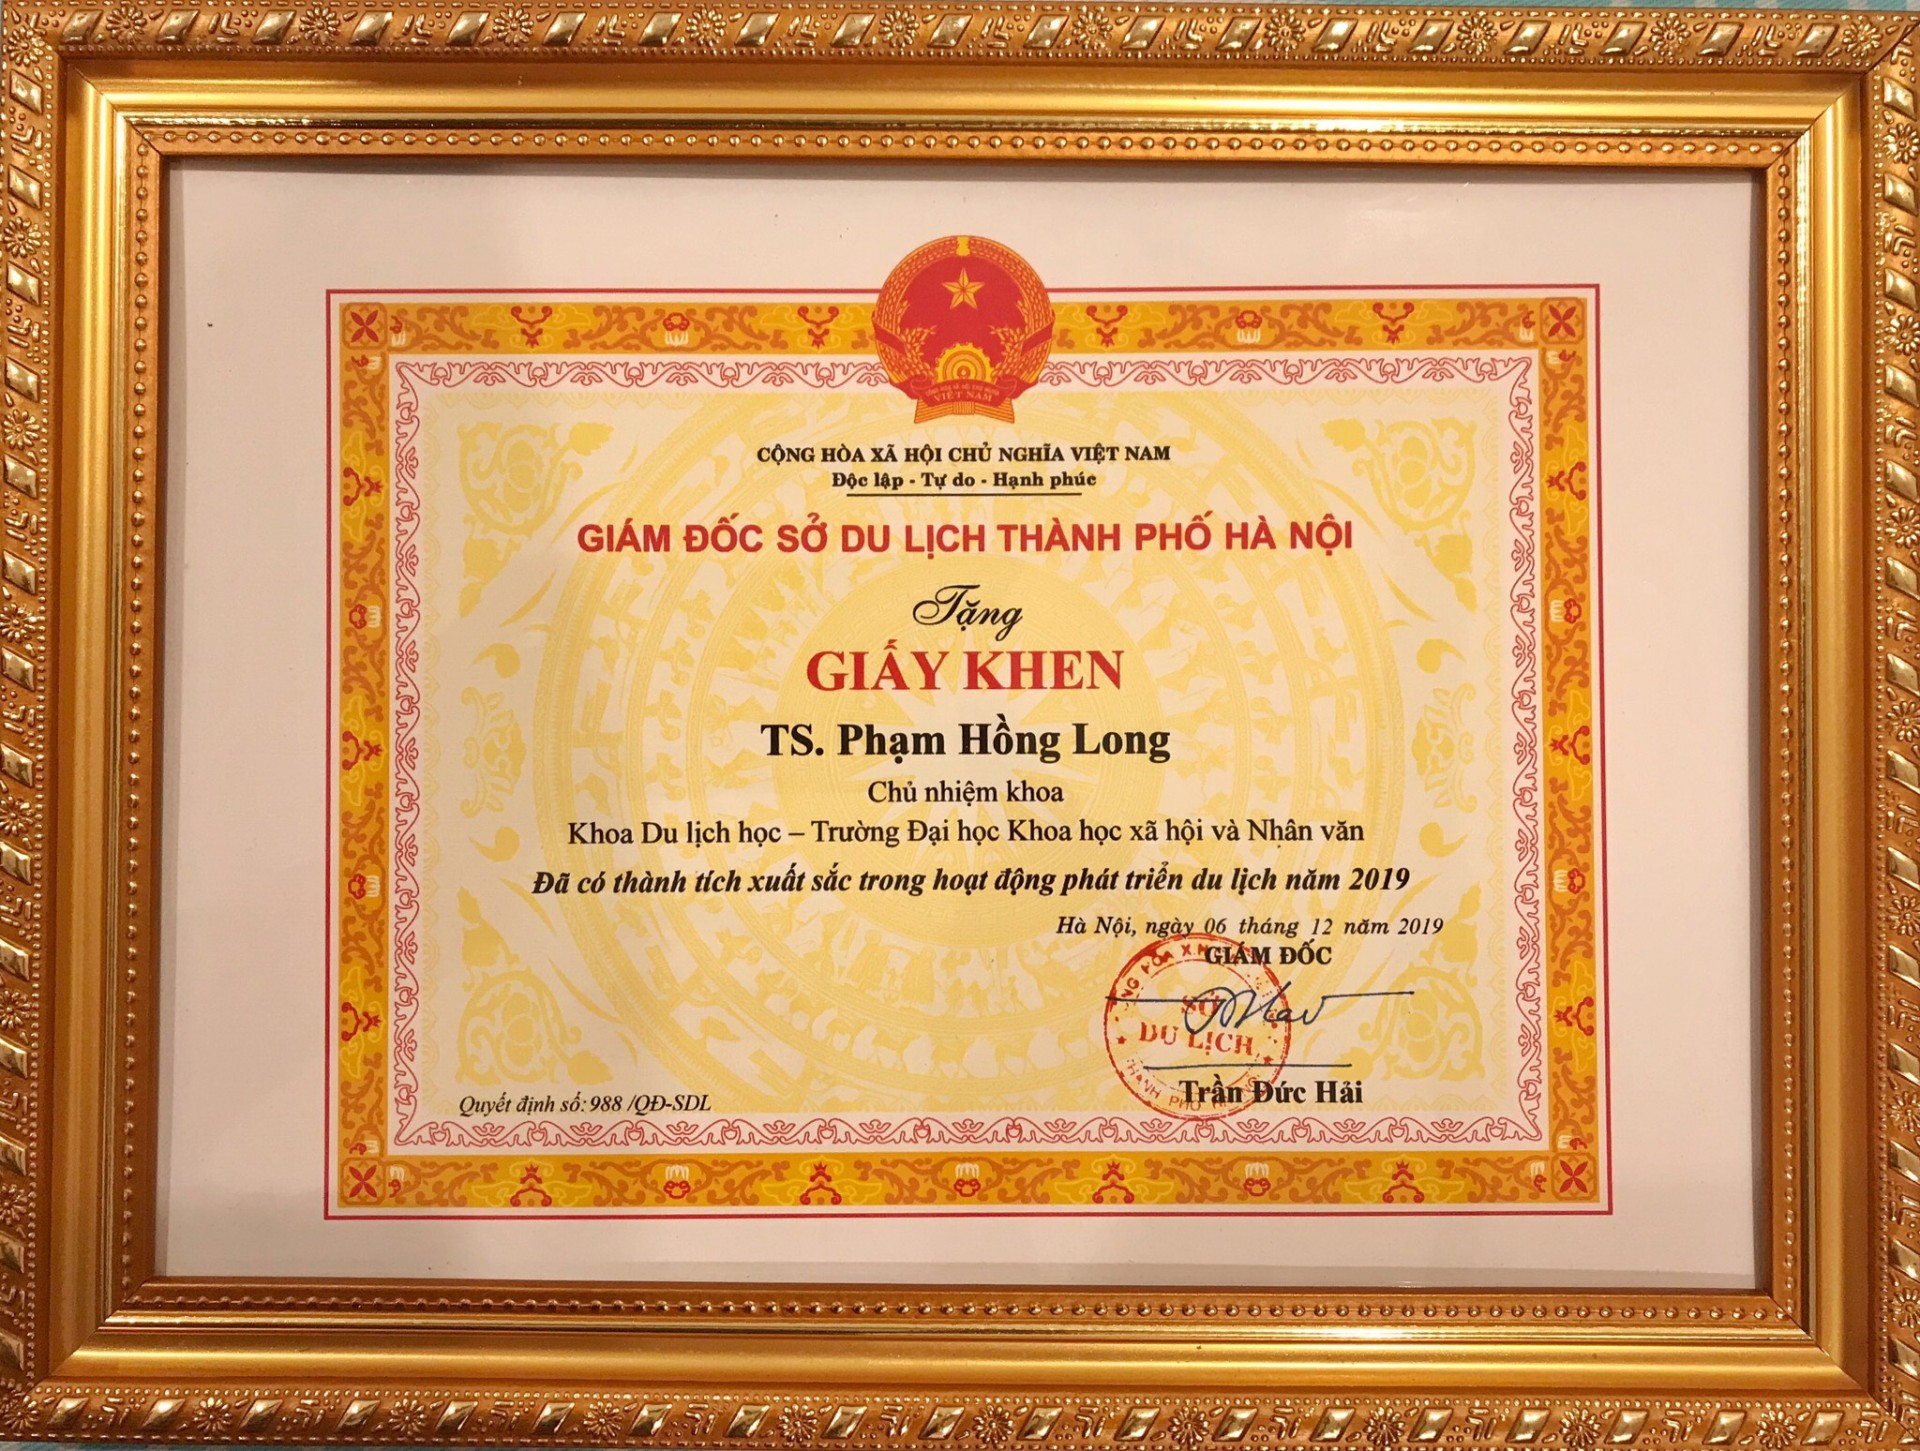 CỘNG HÒA XÃ HỘI CHỦ NGHĨA VIỆT NAM
Độc lập - Tự do - Hạnh phúc
GIÁM ĐỐC SỞ DU LỊCH THÀNH PHỐ HÀ NỘI
Tặng
GIẤY KHEN
TS. Phạm Hồng Long
Chủ nhiệm khoa
Khoa Du lịch học – Trường Đại học Khoa học xã hội và Nhân văn
Đã có thành tích xuất sắc trong hoạt động phát triển du lịch năm 2019
Hà Nội, ngày 06 tháng 12 năm 2019
GIÁM ĐỐC
SỞ
DU LỊCH
Trần Đức Hải
Quyết định số: 988 /QĐ-SDL
VIỆT NAM